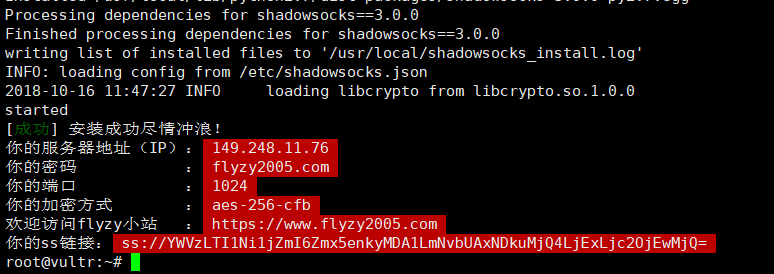 Processing dependencies for shadowsocks==3.0.0
Finished processing dependencies for shadowsocks==3.0.0
writing list of installed files to '/usr/local/shadowsocks_install.log'
INFO: loading config from /etc/shadowsocks.json
2018-10-16 11:47:27 INFO     loading libcrypto from libcrypto.so.1.0.0
started
[成功] 安装成功尽情冲浪！
你的服务器地址（IP）： 149.248.11.76
你的密码 ： flyzy2005.com
你的端口 ： 1024
你的加密方式 ： aes-256-cfb
欢迎访问flyzy小站 ： https://www.flyzy2005.com
你的ss链接： ss://YWVzLTI1Ni1jZmI6Zmx5enkyMDA1LmNvbUAxNDkuMjQ4LjExLjc2OjEwMjQ=
root@vultr:~#